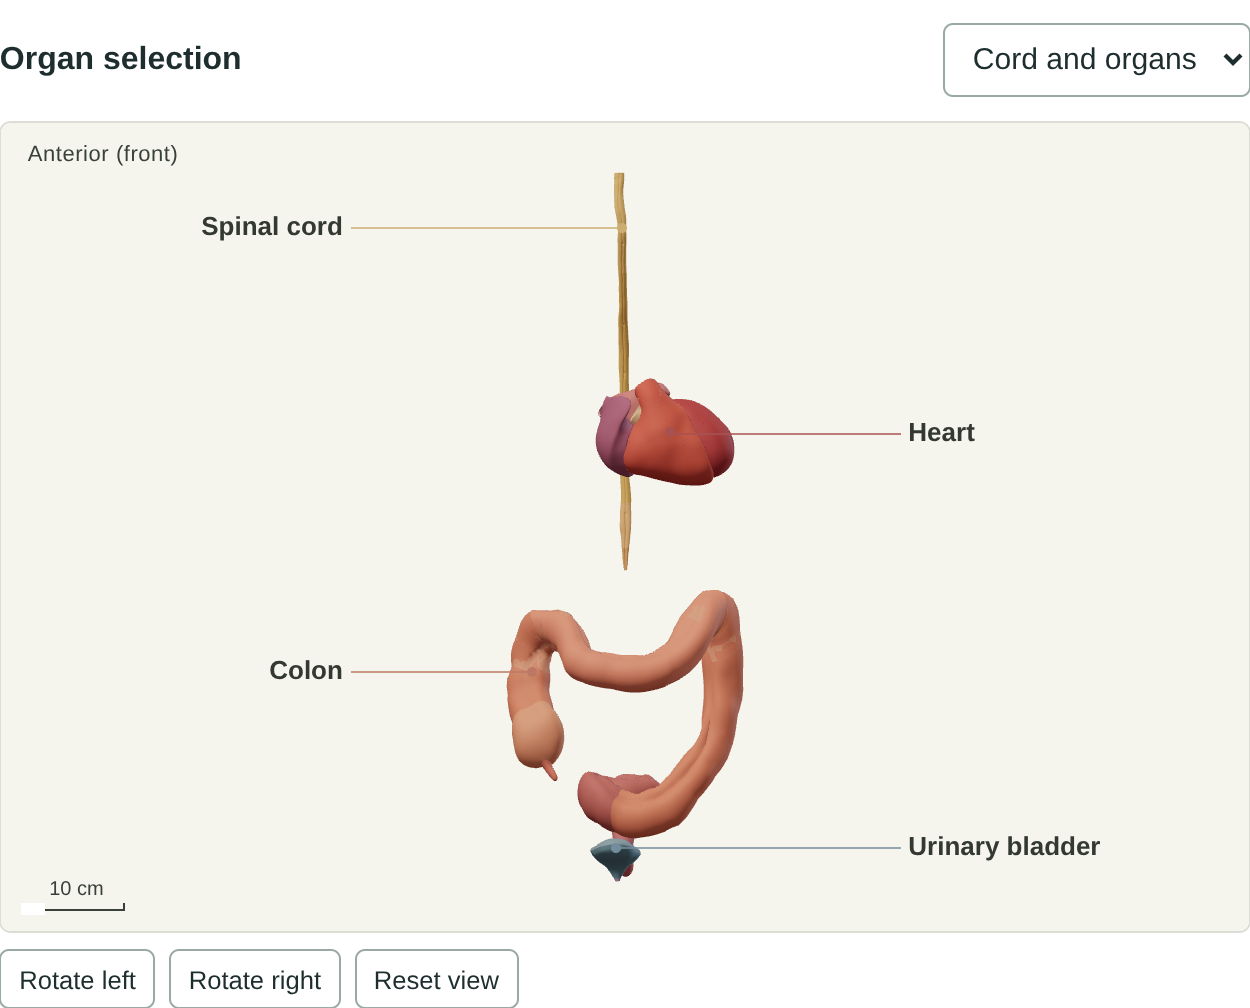 Organ selection
Cord and organs
Anterior (front)
Spinal cord
Heart
Colon
Urinary bladder
10 cm
Rotate left
Rotate right
Reset view